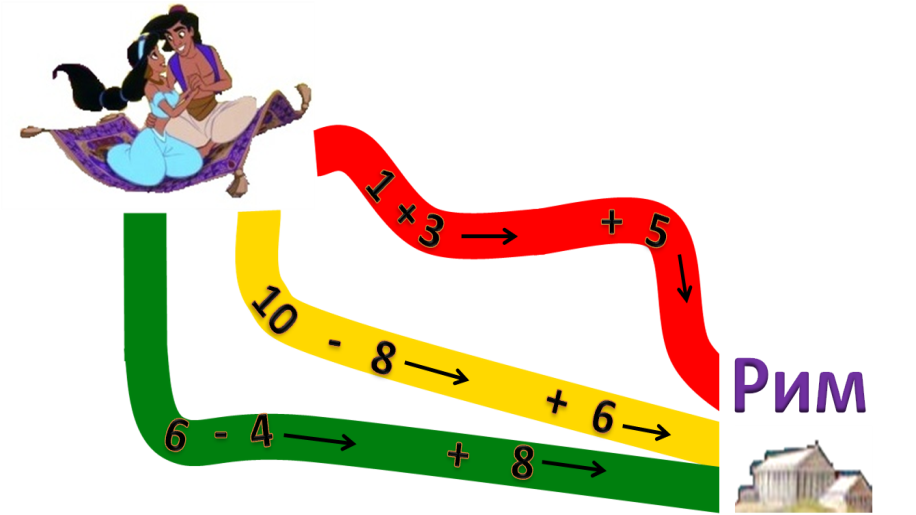 1 × 3 → + 5 →
10 - 8 → + 6 →
6 - 4 → + 8 →
Рим